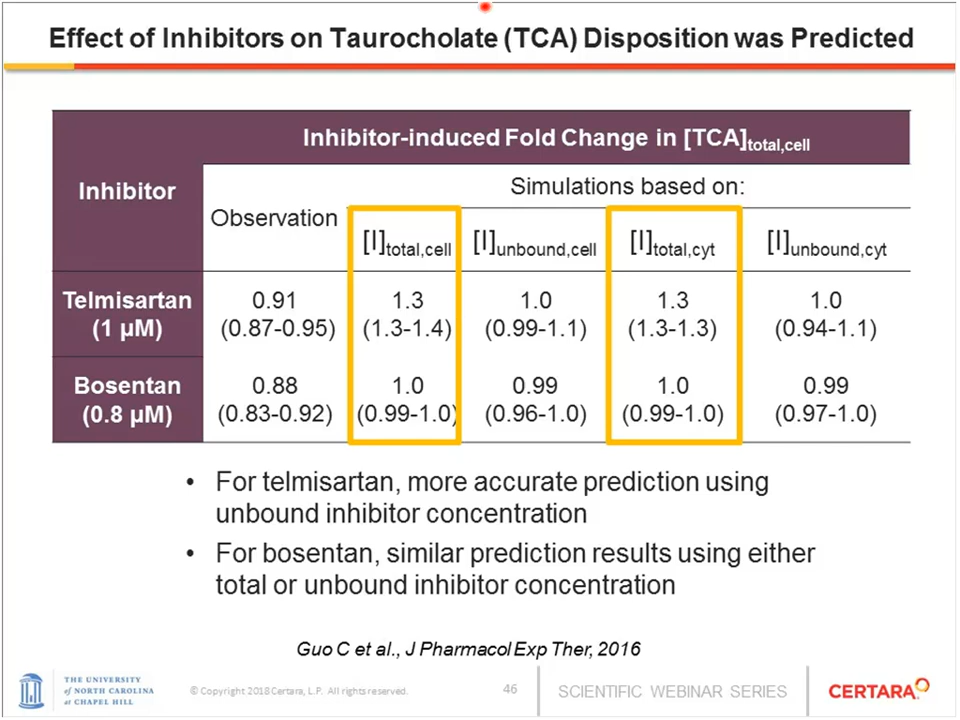 Effect of Inhibitors on Taurocholate (TCA) Disposition was Predicted
Inhibitor
Inhibitor-induced Fold Change in [TCA]total,cell
Observation
Simulations based on:
[I]total,cell [I]unbound,cell [I]total,cyt [I]unbound,cyt
Telmisartan 0.91 1.3 1.0 1.3 1.0
(1 µM) (0.87-0.95) (1.3-1.4) (0.99-1.1) (1.3-1.3) (0.94-1.1)
Bosentan 0.88 1.0 0.99 1.0 0.99
(0.8 µM) (0.83-0.92) (0.99-1.0) (0.96-1.0) (0.99-1.0) (0.97-1.0)
• For telmisartan, more accurate prediction using
unbound inhibitor concentration
• For bosentan, similar prediction results using either
total or unbound inhibitor concentration
Guo C et al., J Pharmacol Exp Ther, 2016
THE UNIVERSITY
of NORTH CAROLINA
at CHAPEL HILL
© Copyright 2018 Certara, L.P. All rights reserved.
46
SCIENTIFIC WEBINAR SERIES
CERTARA